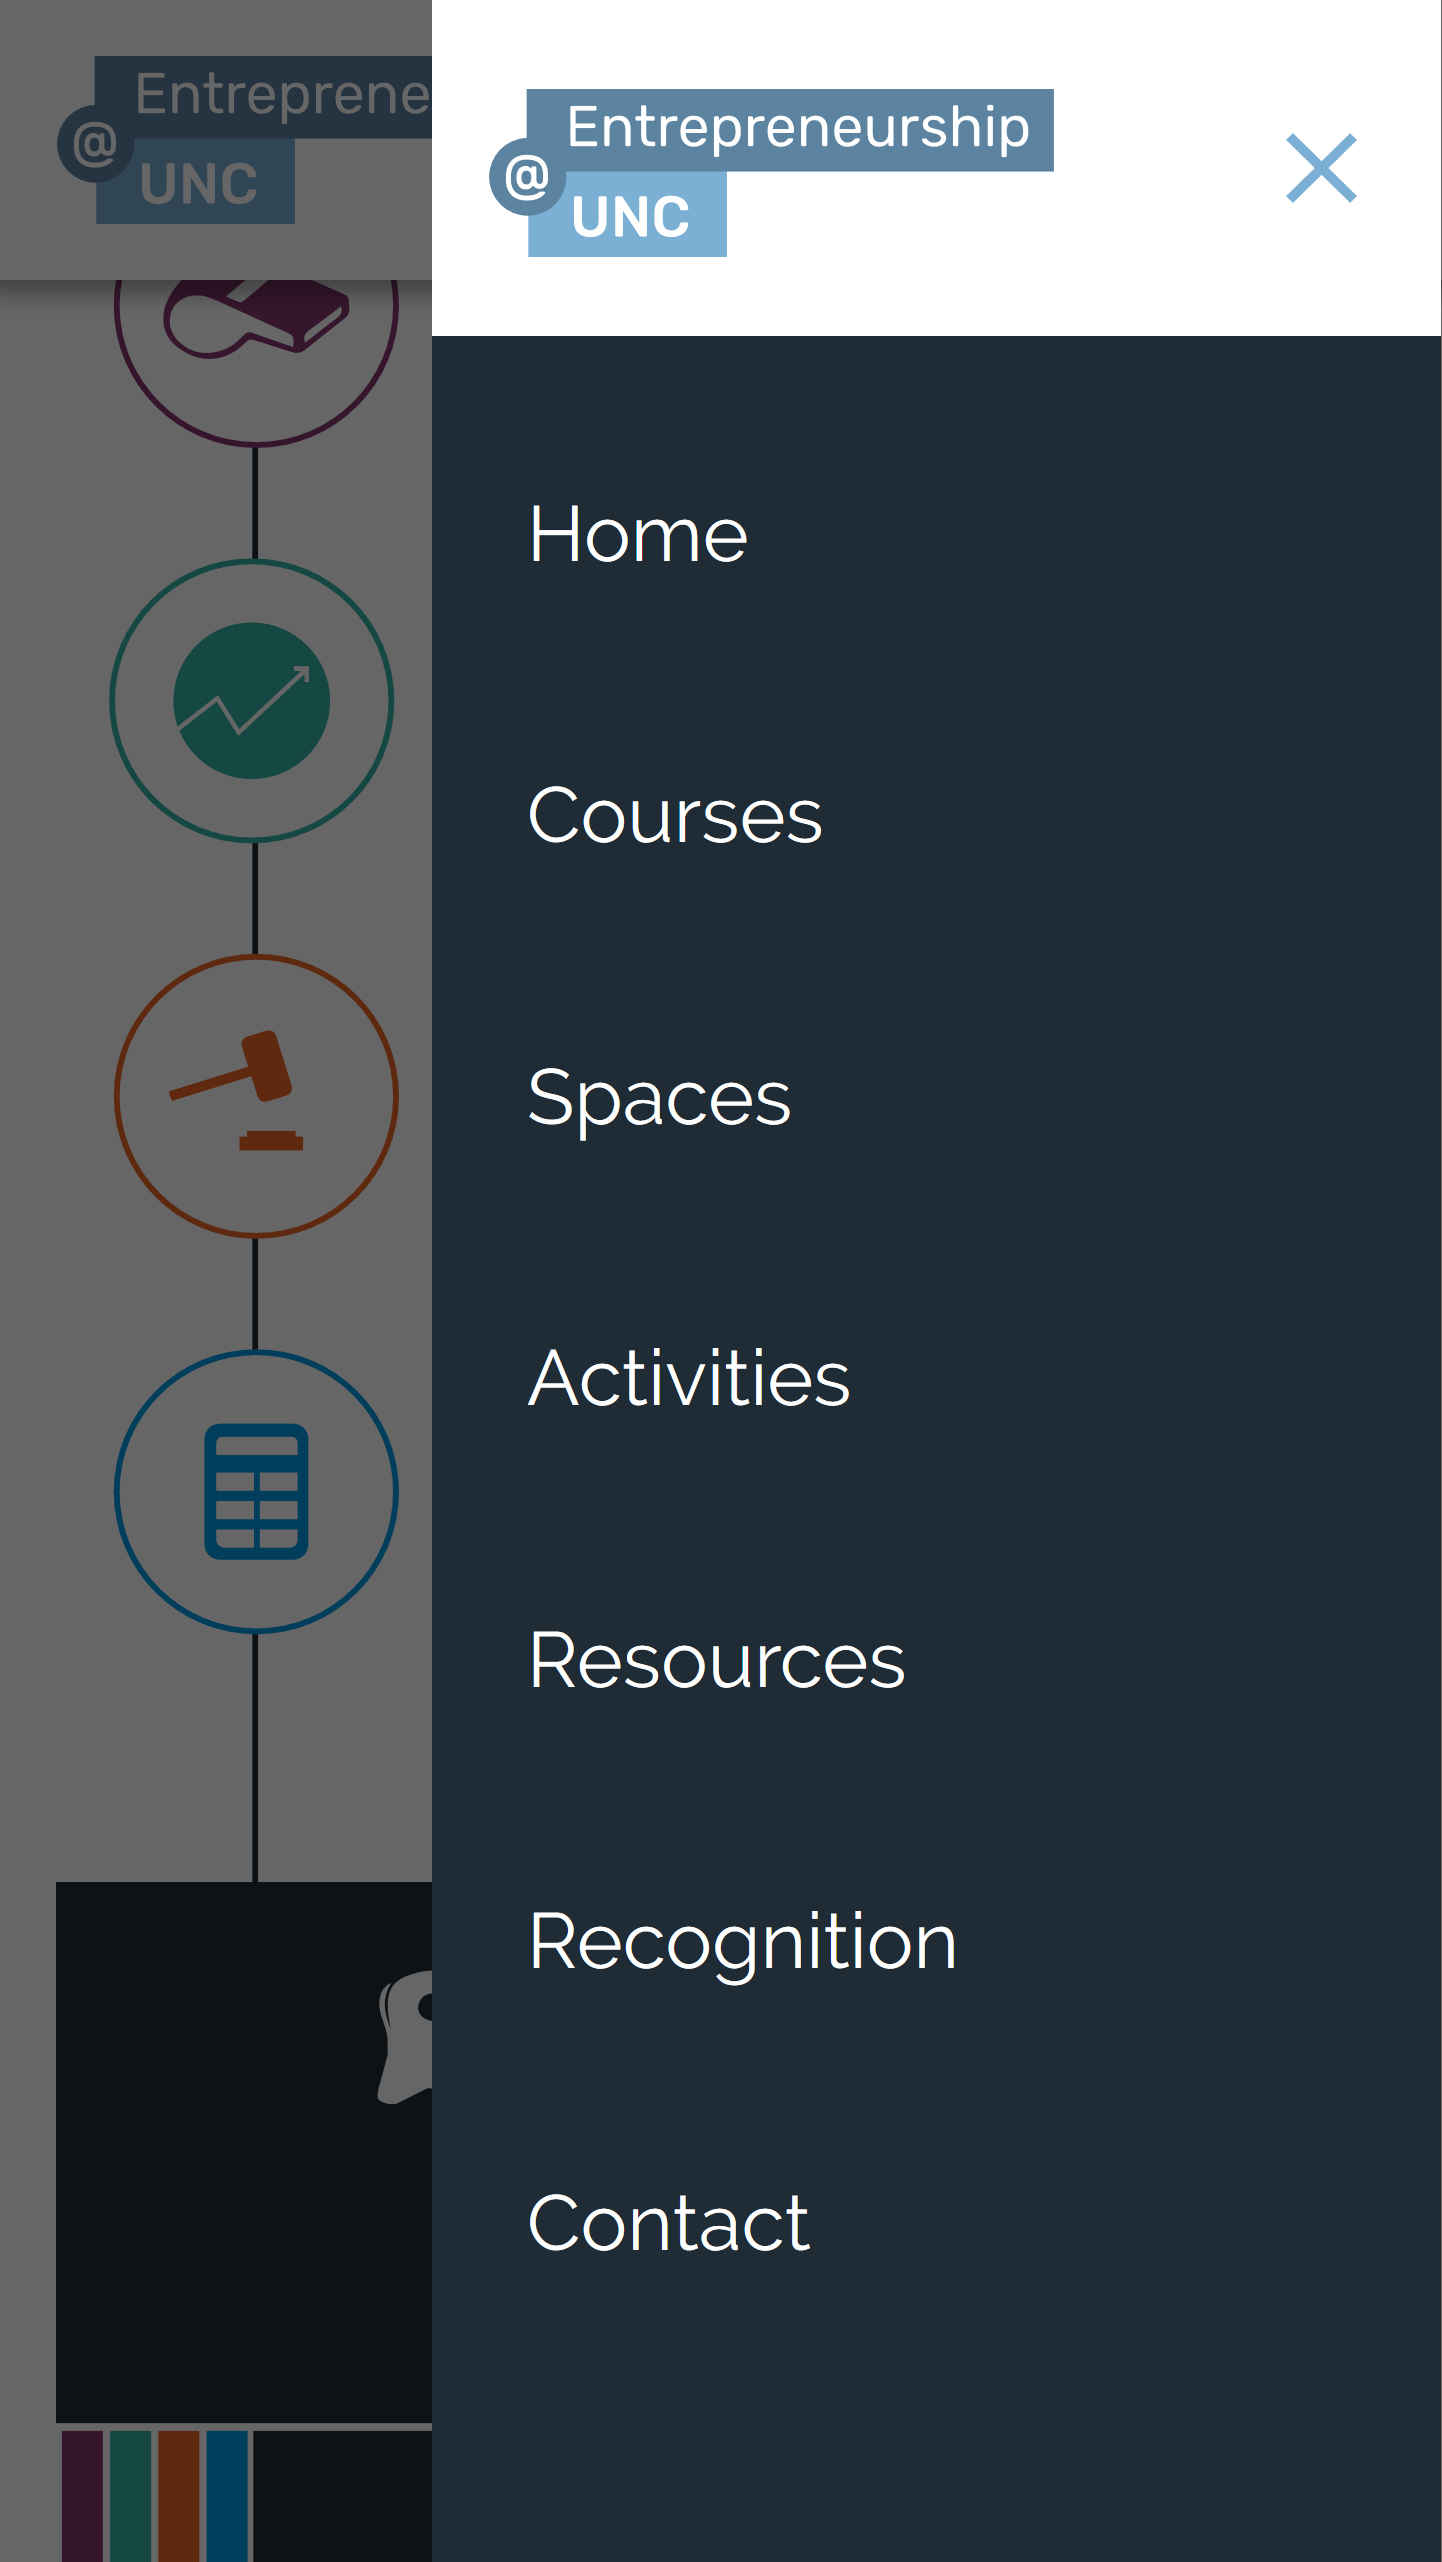 Entreprene
@
UNC
Entrepreneurship
@
UNC
Home
Courses
Spaces
Activities
Resources
Recognition
Contact